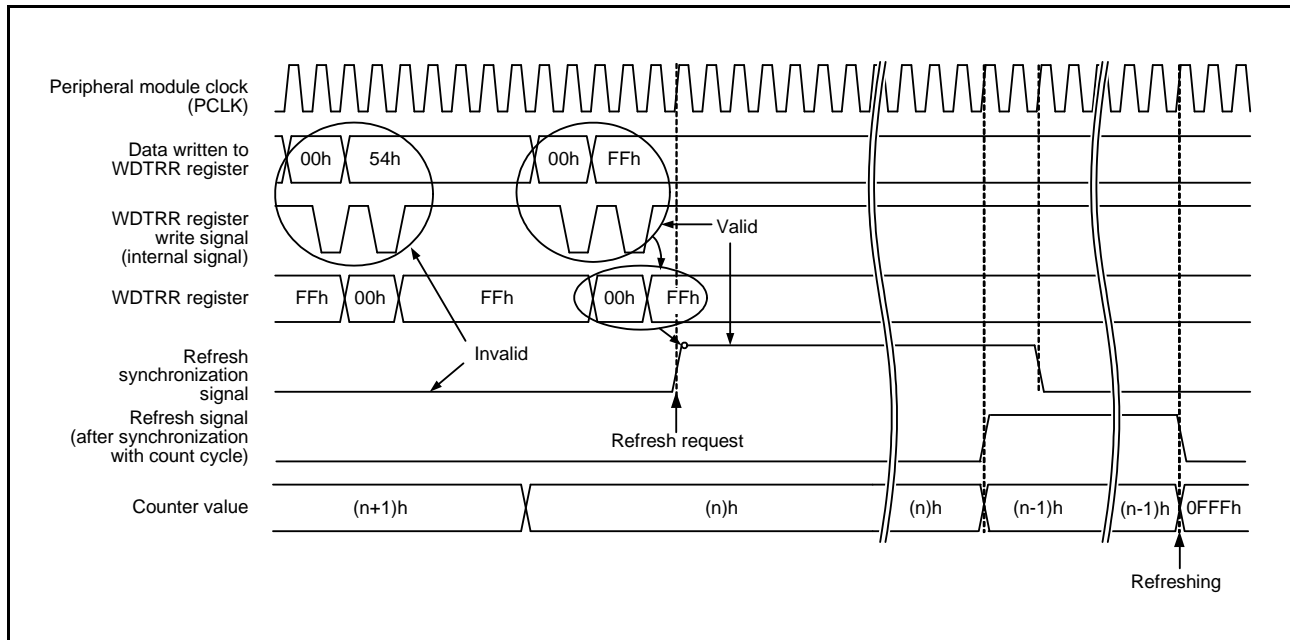 Peripheral module clock
(PCLK)
Data written to
WDTRR register
00h
54h
00h
FFh
WDTRR register
write signal
(internal signal)
Valid
WDTRR register
FFh
00h
FFh
00h
FFh
Invalid
Refresh
synchronization
signal
Refresh request
Refresh signal
(after synchronization
with count cycle)
Counter value
(n+1)h
(n)h
(n)h
(n-1)h
(n-1)h
0FFFh
Refreshing